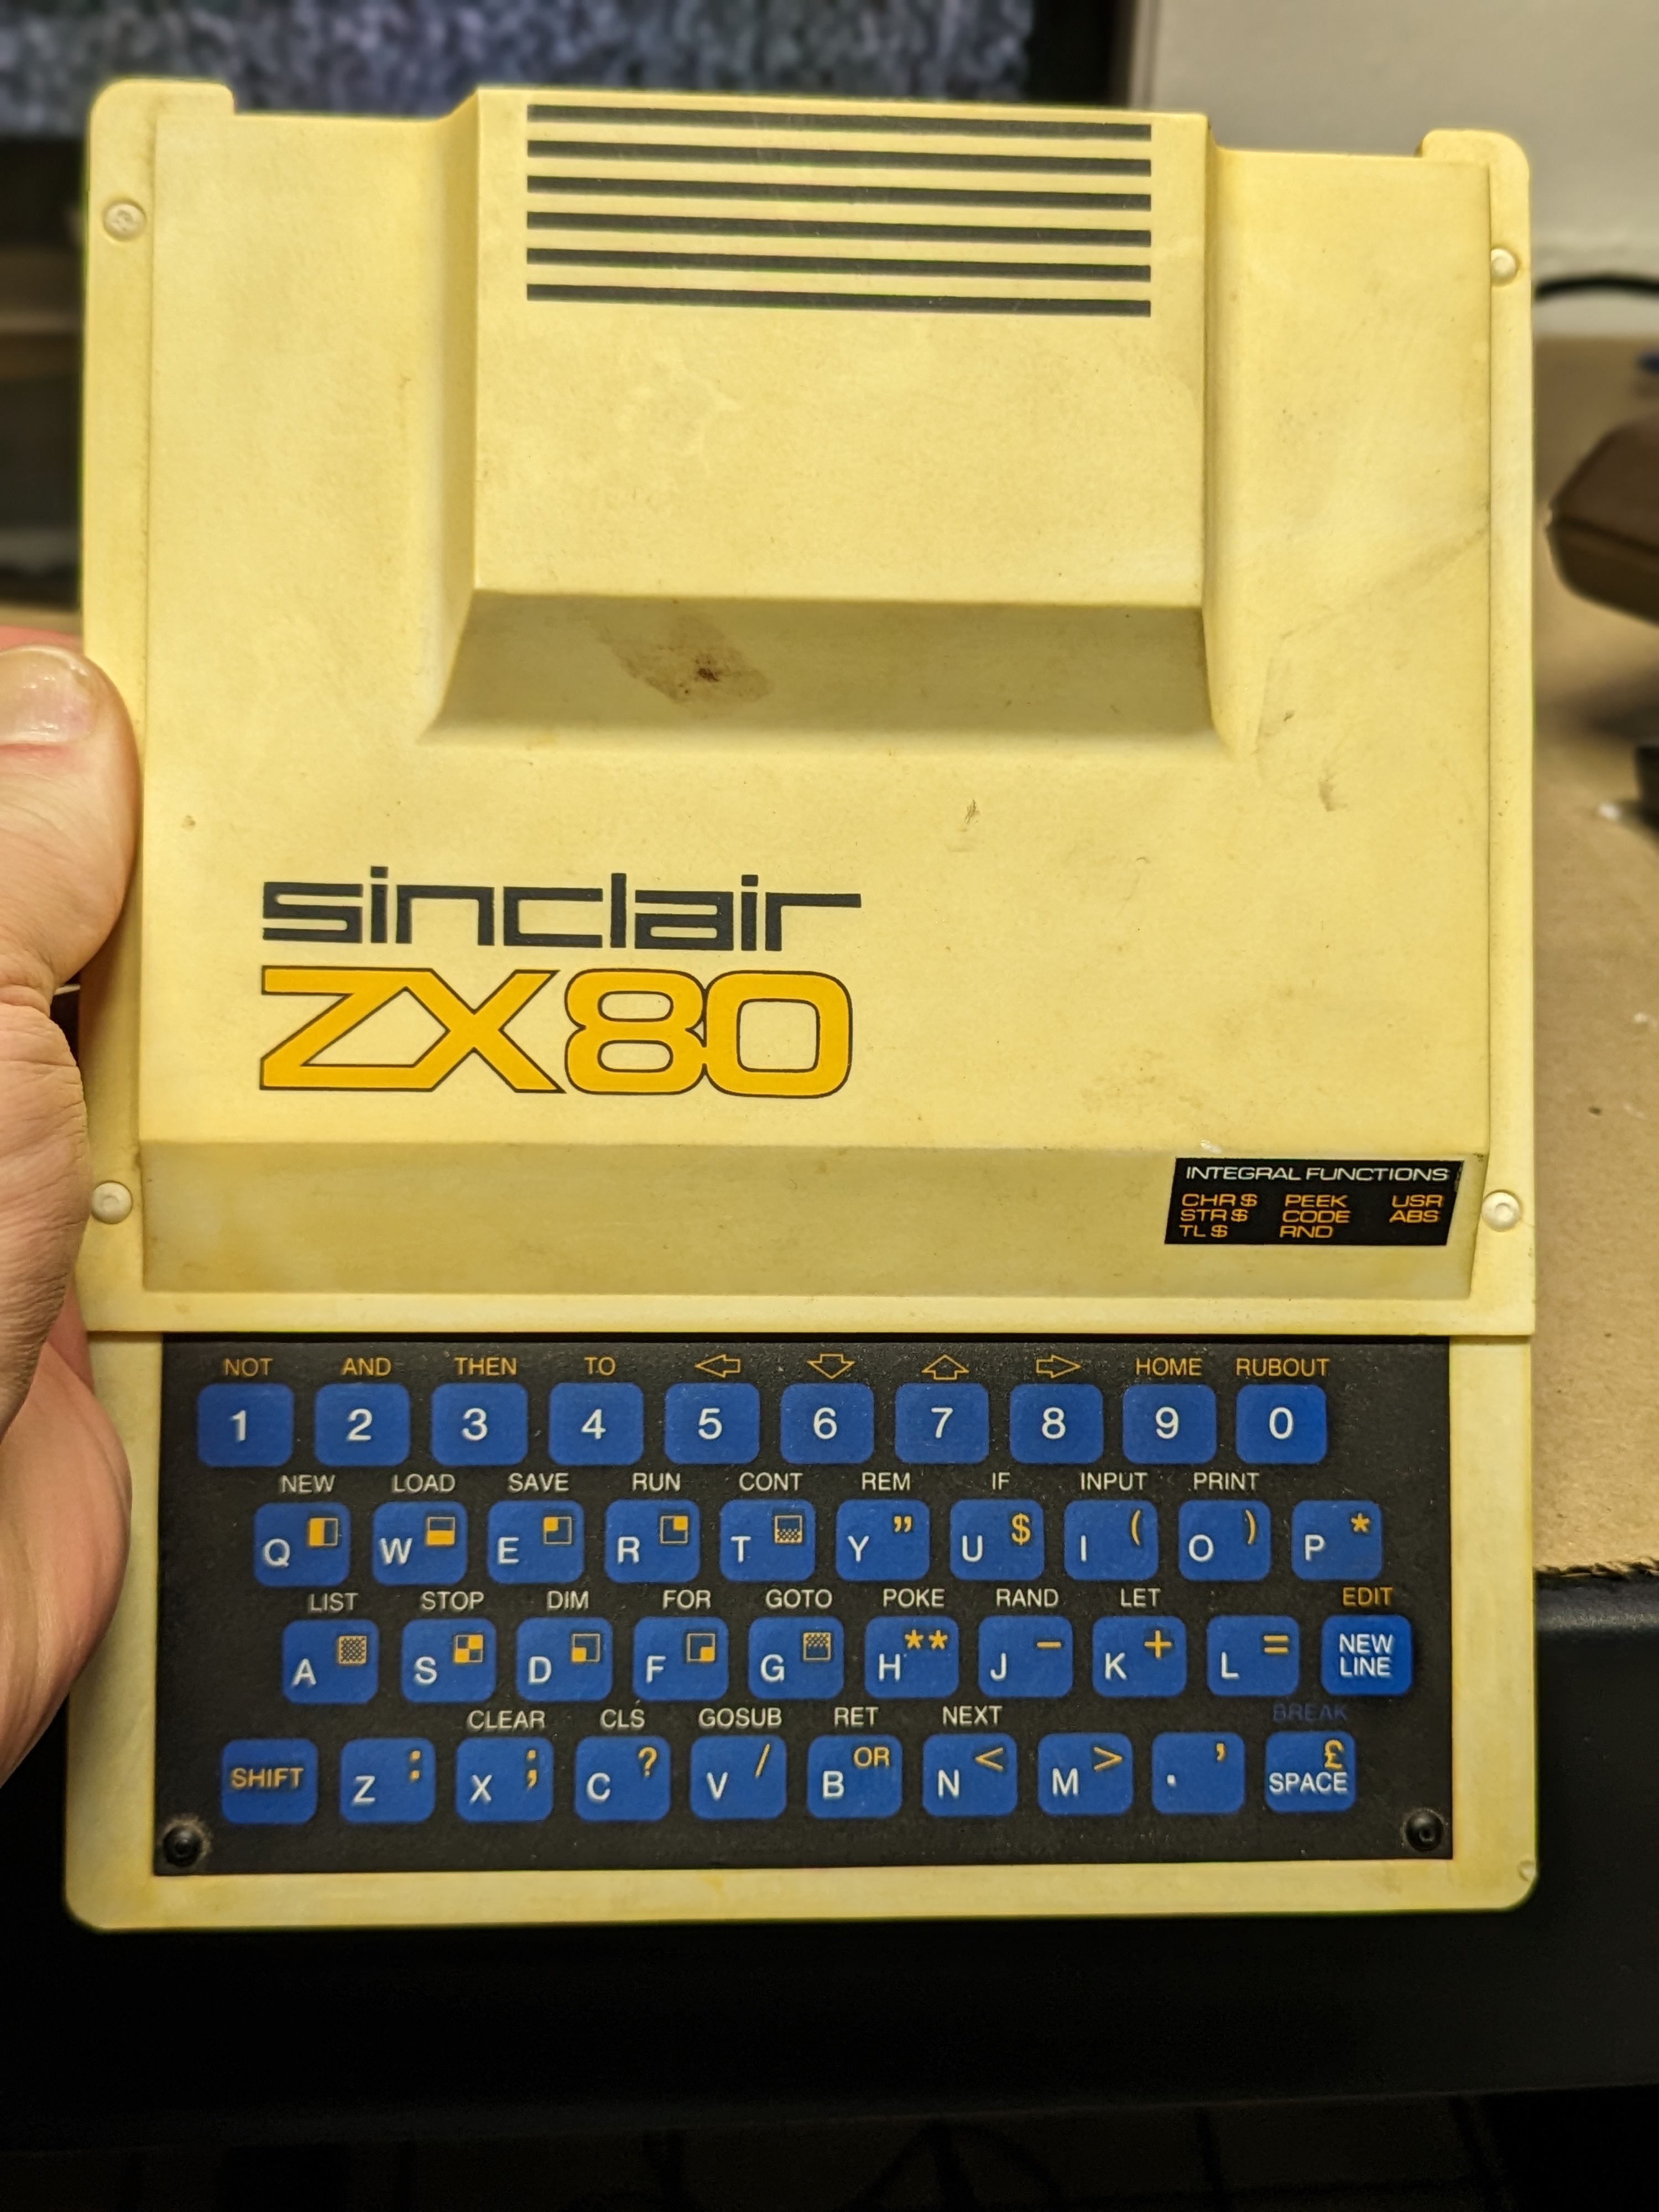 sinclair
ZX80
INTEGRAL FUNCTIONS
CHR$ PEEK USR
STR$ CODE ABS
TL$ RND
NOT AND THEN TO HOME RUBOUT
1 2 3 4 5 6 7 8 9 0
NEW LOAD SAVE RUN CONT REM IF INPUT PRINT
Q W E R T Y " U $ I ( O ) P *
LIST STOP DIM FOR GOTO POKE RAND LET EDIT
A S D F G H ** J - K + L = NEW LINE
CLEAR CLS GOSUB RET NEXT BREAK
SHIFT Z : X ; C ? V / B OR N < M > . , £ SPACE